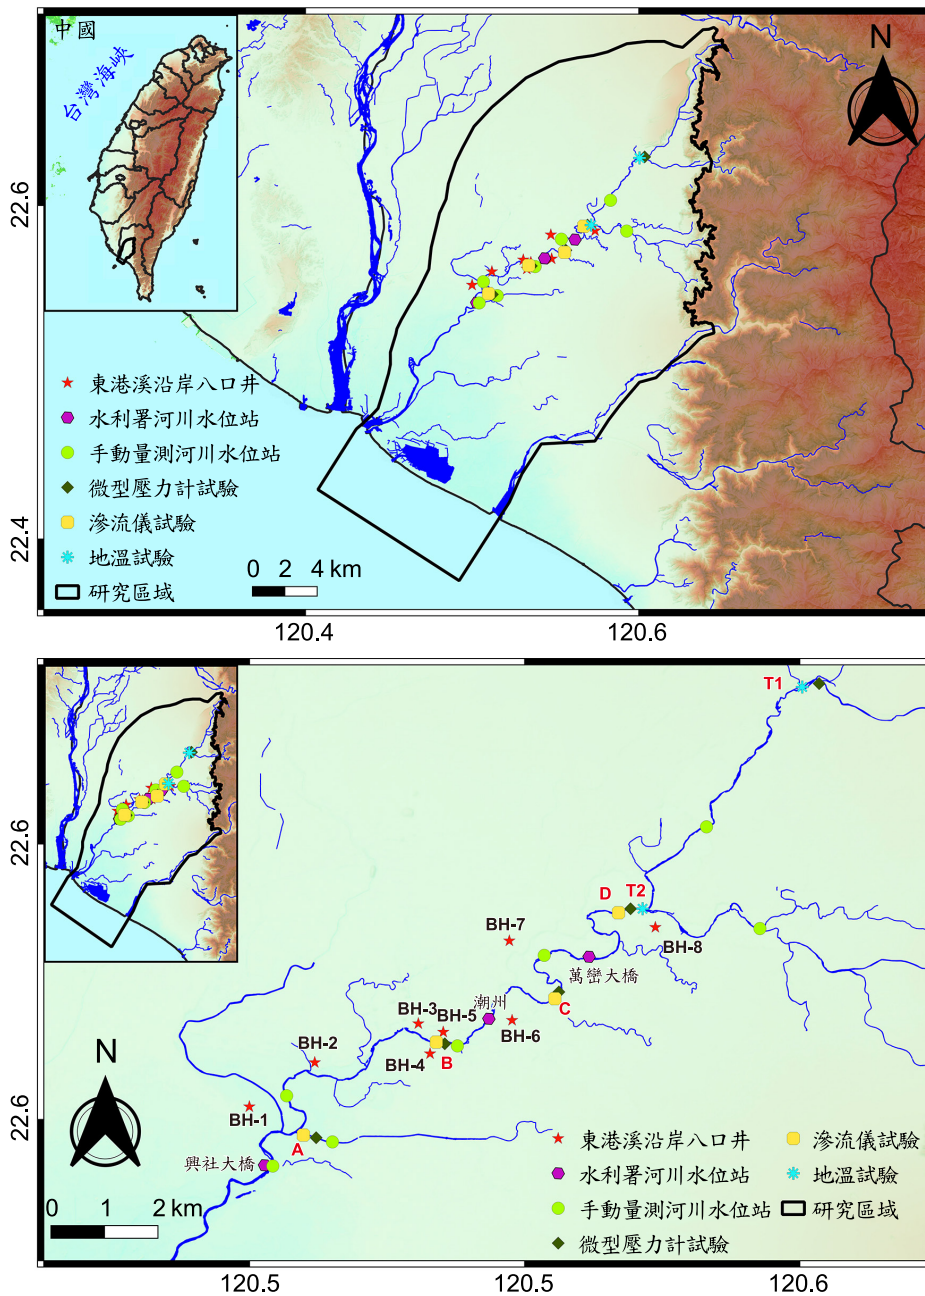 中國
台灣海峽
N
22.6
22.4
東港溪沿岸八口井
水利署河川水位站
手動量測河川水位站
微型壓力計試驗
滲流儀試驗
地溫試驗
研究區域
0 2 4 km
120.4
120.6
T1
22.6
D
T2
BH-7
BH-8
萬巒大橋
潮州
C
BH-3
BH-5
BH-6
BH-2
BH-4
B
N
BH-1
22.6
A
興社大橋
東港溪沿岸八口井
水利署河川水位站
手動量測河川水位站
微型壓力計試驗
滲流儀試驗
地溫試驗
研究區域
0 1 2 km
120.5
120.5
120.6